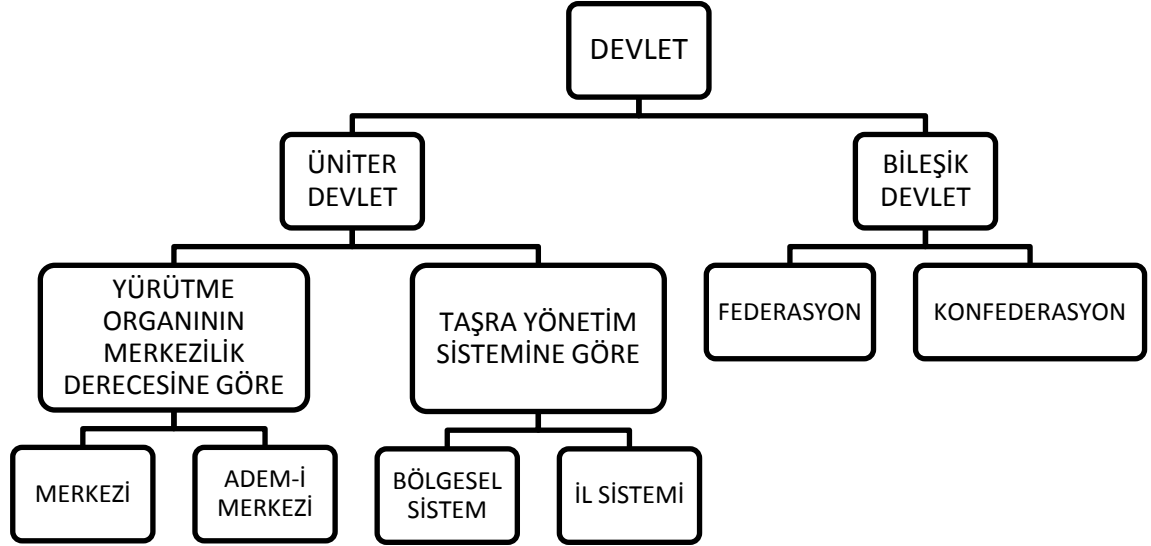 DEVLET
ÜNİTER
DEVLET
BİLEŞİK
DEVLET
YÜRÜTME
ORGANININ
MERKEZİLİK
DERECESİNE GÖRE
TAŞRA YÖNETİM
SİSTEMİNE GÖRE
FEDERASYON
KONFEDERASYON
MERKEZİ
ADEM-İ
MERKEZİ
BÖLGESEL
SİSTEM
İL SİSTEMİ